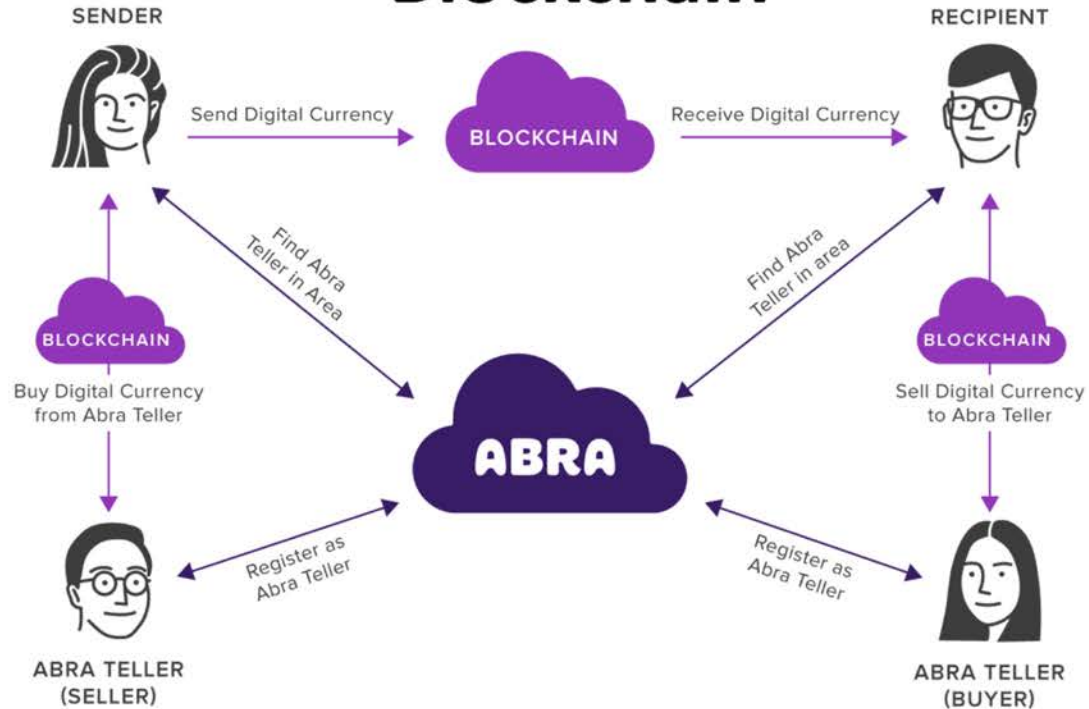 Blockchain
SENDER
RECIPIENT
Send Digital Currency
BLOCKCHAIN
Receive Digital Currency
Find Abra
Teller in Area
Find Abra
Teller in area
BLOCKCHAIN
Buy Digital Currency
from Abra Teller
BLOCKCHAIN
Sell Digital Currency
to Abra Teller
ABRA
Register as
Abra Teller
Register as
Abra Teller
ABRA TELLER
(SELLER)
ABRA TELLER
(BUYER)